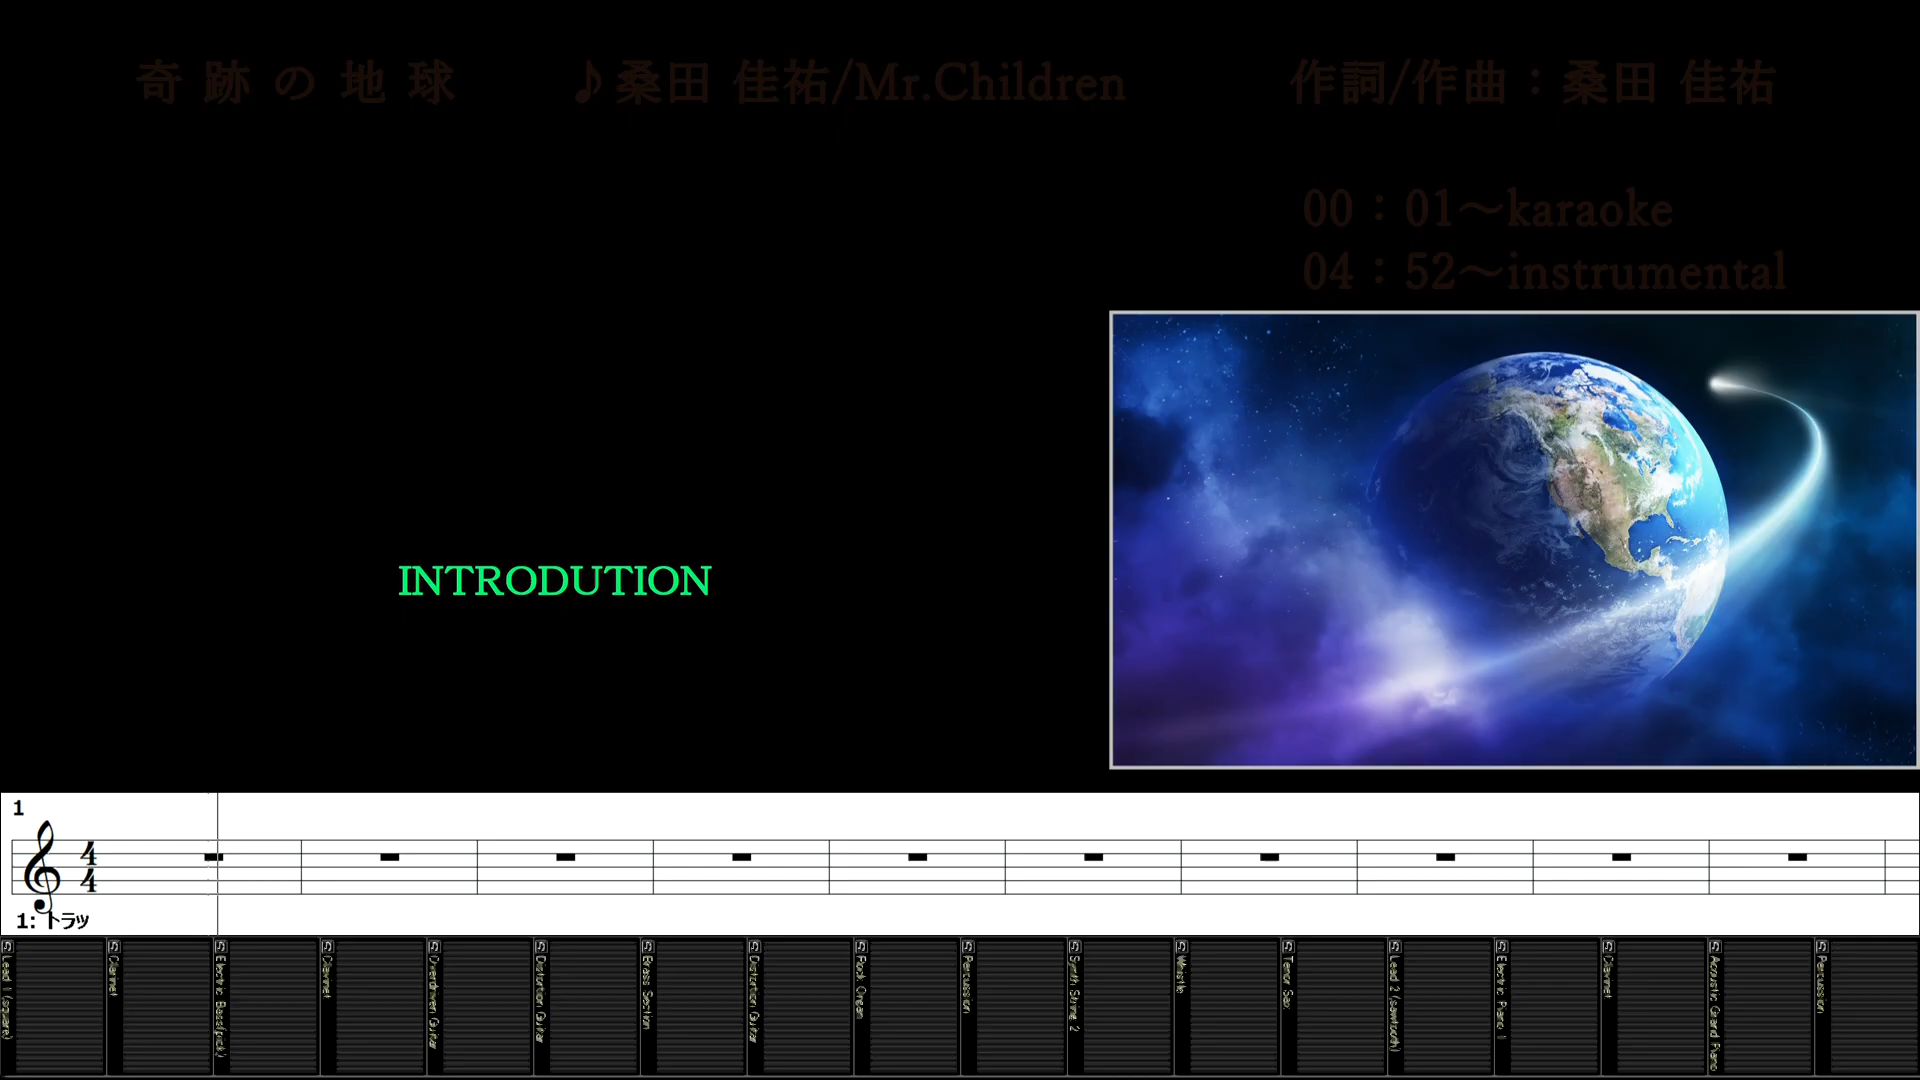 奇 跡 の 地 球 ♪桑田 佳祐/Mr.Children 作詞/作曲：桑田 佳祐
00：01～karaoke
04：52～instrumental
INTRODUTION
1
4
4
1: トラッ
Lead 1 (square)
Clarinet
Electric Bass(pick)
Clarinet
Overdriven Guitar
Distortion Guitar
Brass Section
Distortion Guitar
Rock Organ
Percussion
Synth String 2
Whistle
Tenor Sax
Lead 2 (sawtooth)
Electric Piano 1
Clarinet
Acoustic Grand Piano
Percussion